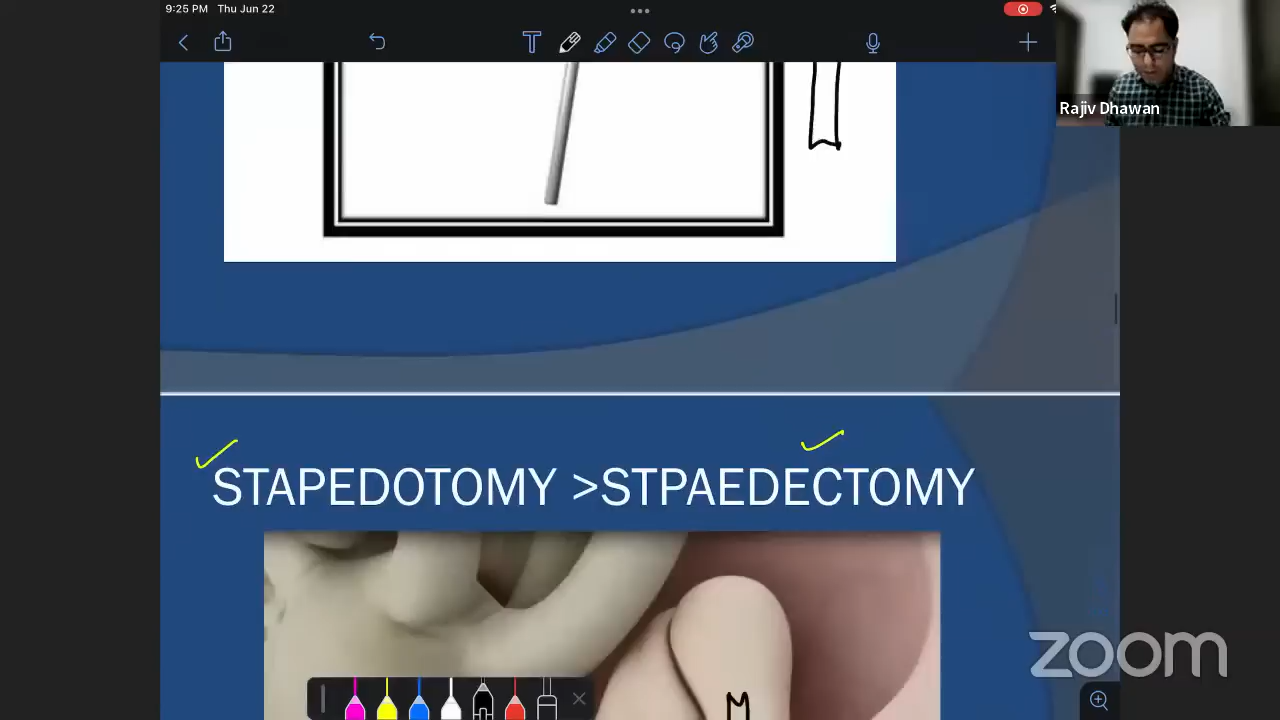 9:25 PM Thu Jun 22
Rajiv Dhawan
STAPEDOTOMY >STPAEDECTOMY
M
zoom